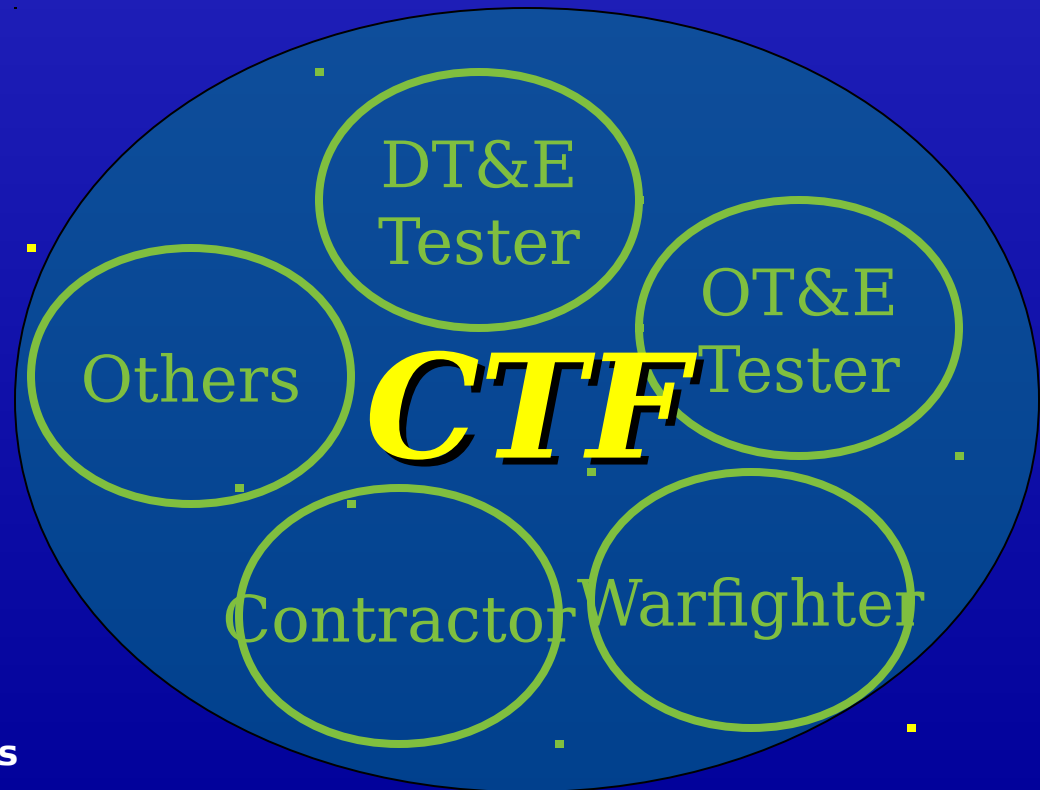 DT&E
Tester
OT&E
Tester
Others
CTF
Contractor
Warfighter
s